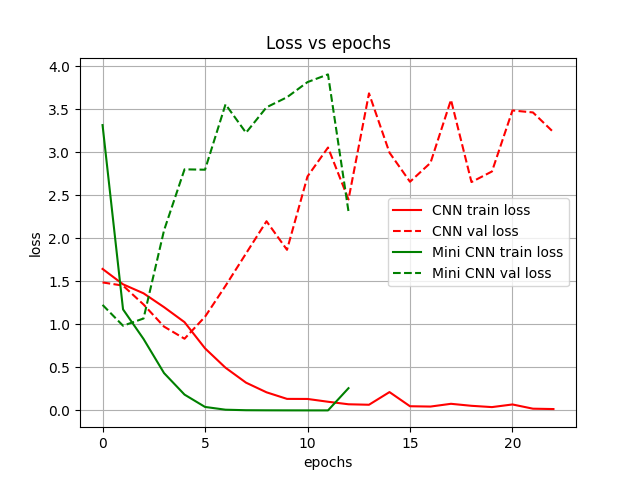 Loss vs epochs
4.0
3.5
3.0
2.5
2.0
1.5
1.0
0.5
0.0
loss
CNN train loss
CNN val loss
Mini CNN train loss
Mini CNN val loss
0 5 10 15 20
epochs